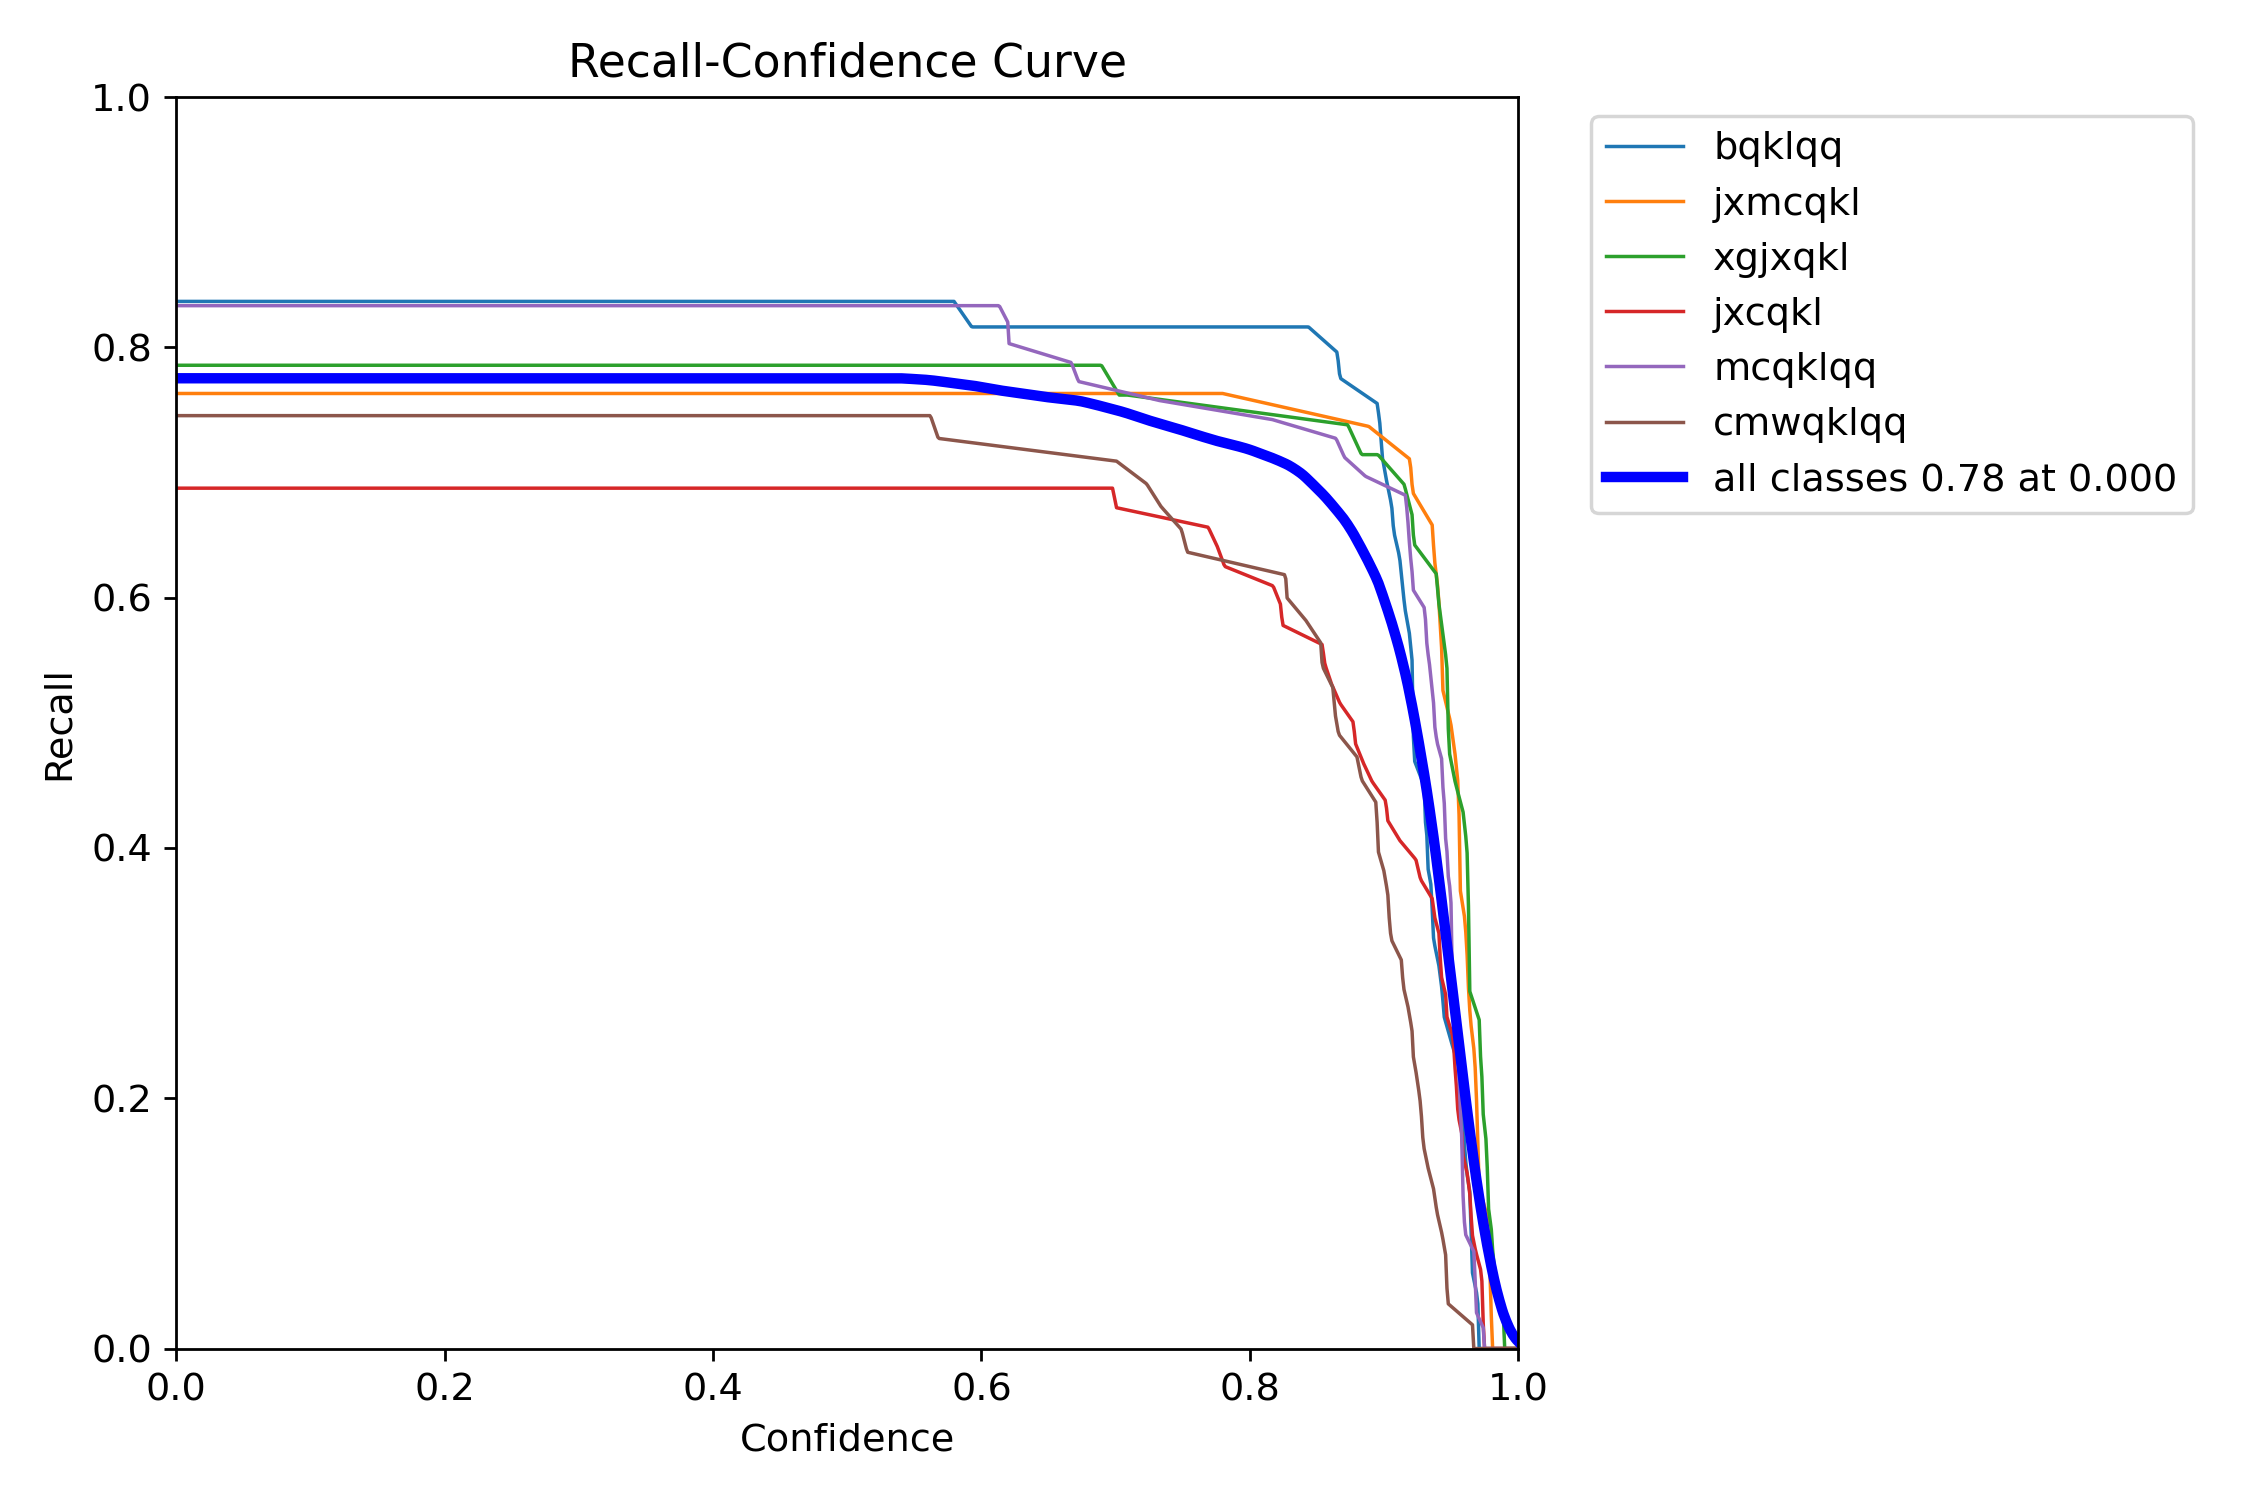 Recall-Confidence Curve
1.0
0.8
0.6
0.4
0.2
0.0
Recall
0.0 0.2 0.4 0.6 0.8 1.0
Confidence
bqklqq
jxmcqkl
xgjxqkl
jxcqkl
mcqklqq
cmwqklqq
all classes 0.78 at 0.000